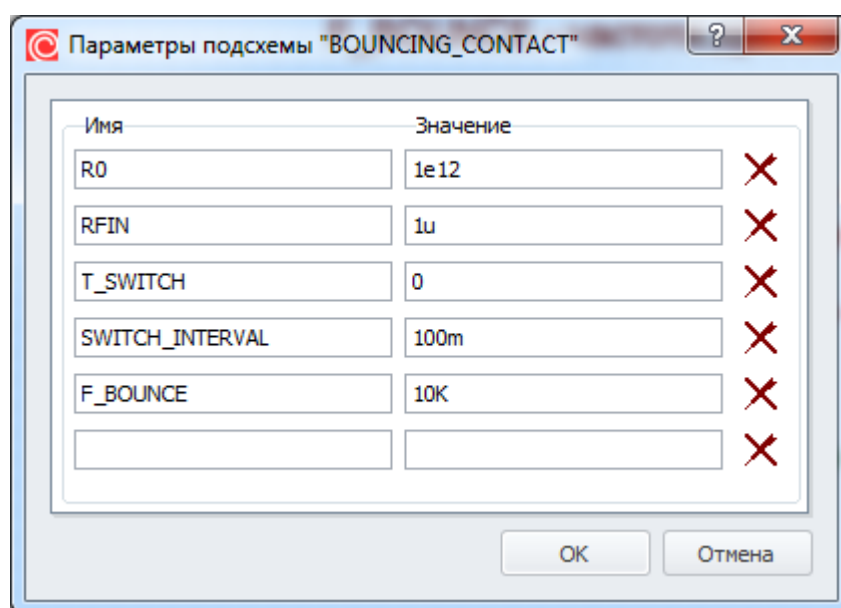 Параметры подсхемы "BOUNCING_CONTACT"
Имя Значение
R0 1e12
RFIN 1u
T_SWITCH 0
SWITCH_INTERVAL 100m
F_BOUNCE 10K
OK Отмена